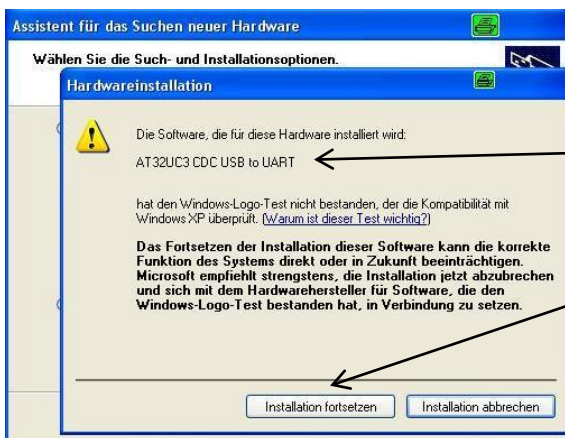 Assistent für das Suchen neuer Hardware
Wählen Sie die Such- und Installationsoptionen.
Hardwareinstallation
Die Software, die für diese Hardware installiert wird:
AT32UC3 CDC USB to UART
hat den Windows-Logo-Test nicht bestanden, der die Kompatibilität mit
Windows XP überprüft. (Warum ist dieser Test wichtig?)
Das Fortsetzen der Installation dieser Software kann die korrekte
Funktion des Systems direkt oder in Zukunft beeinträchtigen.
Microsoft empfiehlt strengstens, die Installation jetzt abzubrechen
und sich mit dem Hardwarehersteller für Software, die den
Windows-Logo-Test bestanden hat, in Verbindung zu setzen.
Installation fortsetzen
Installation abbrechen